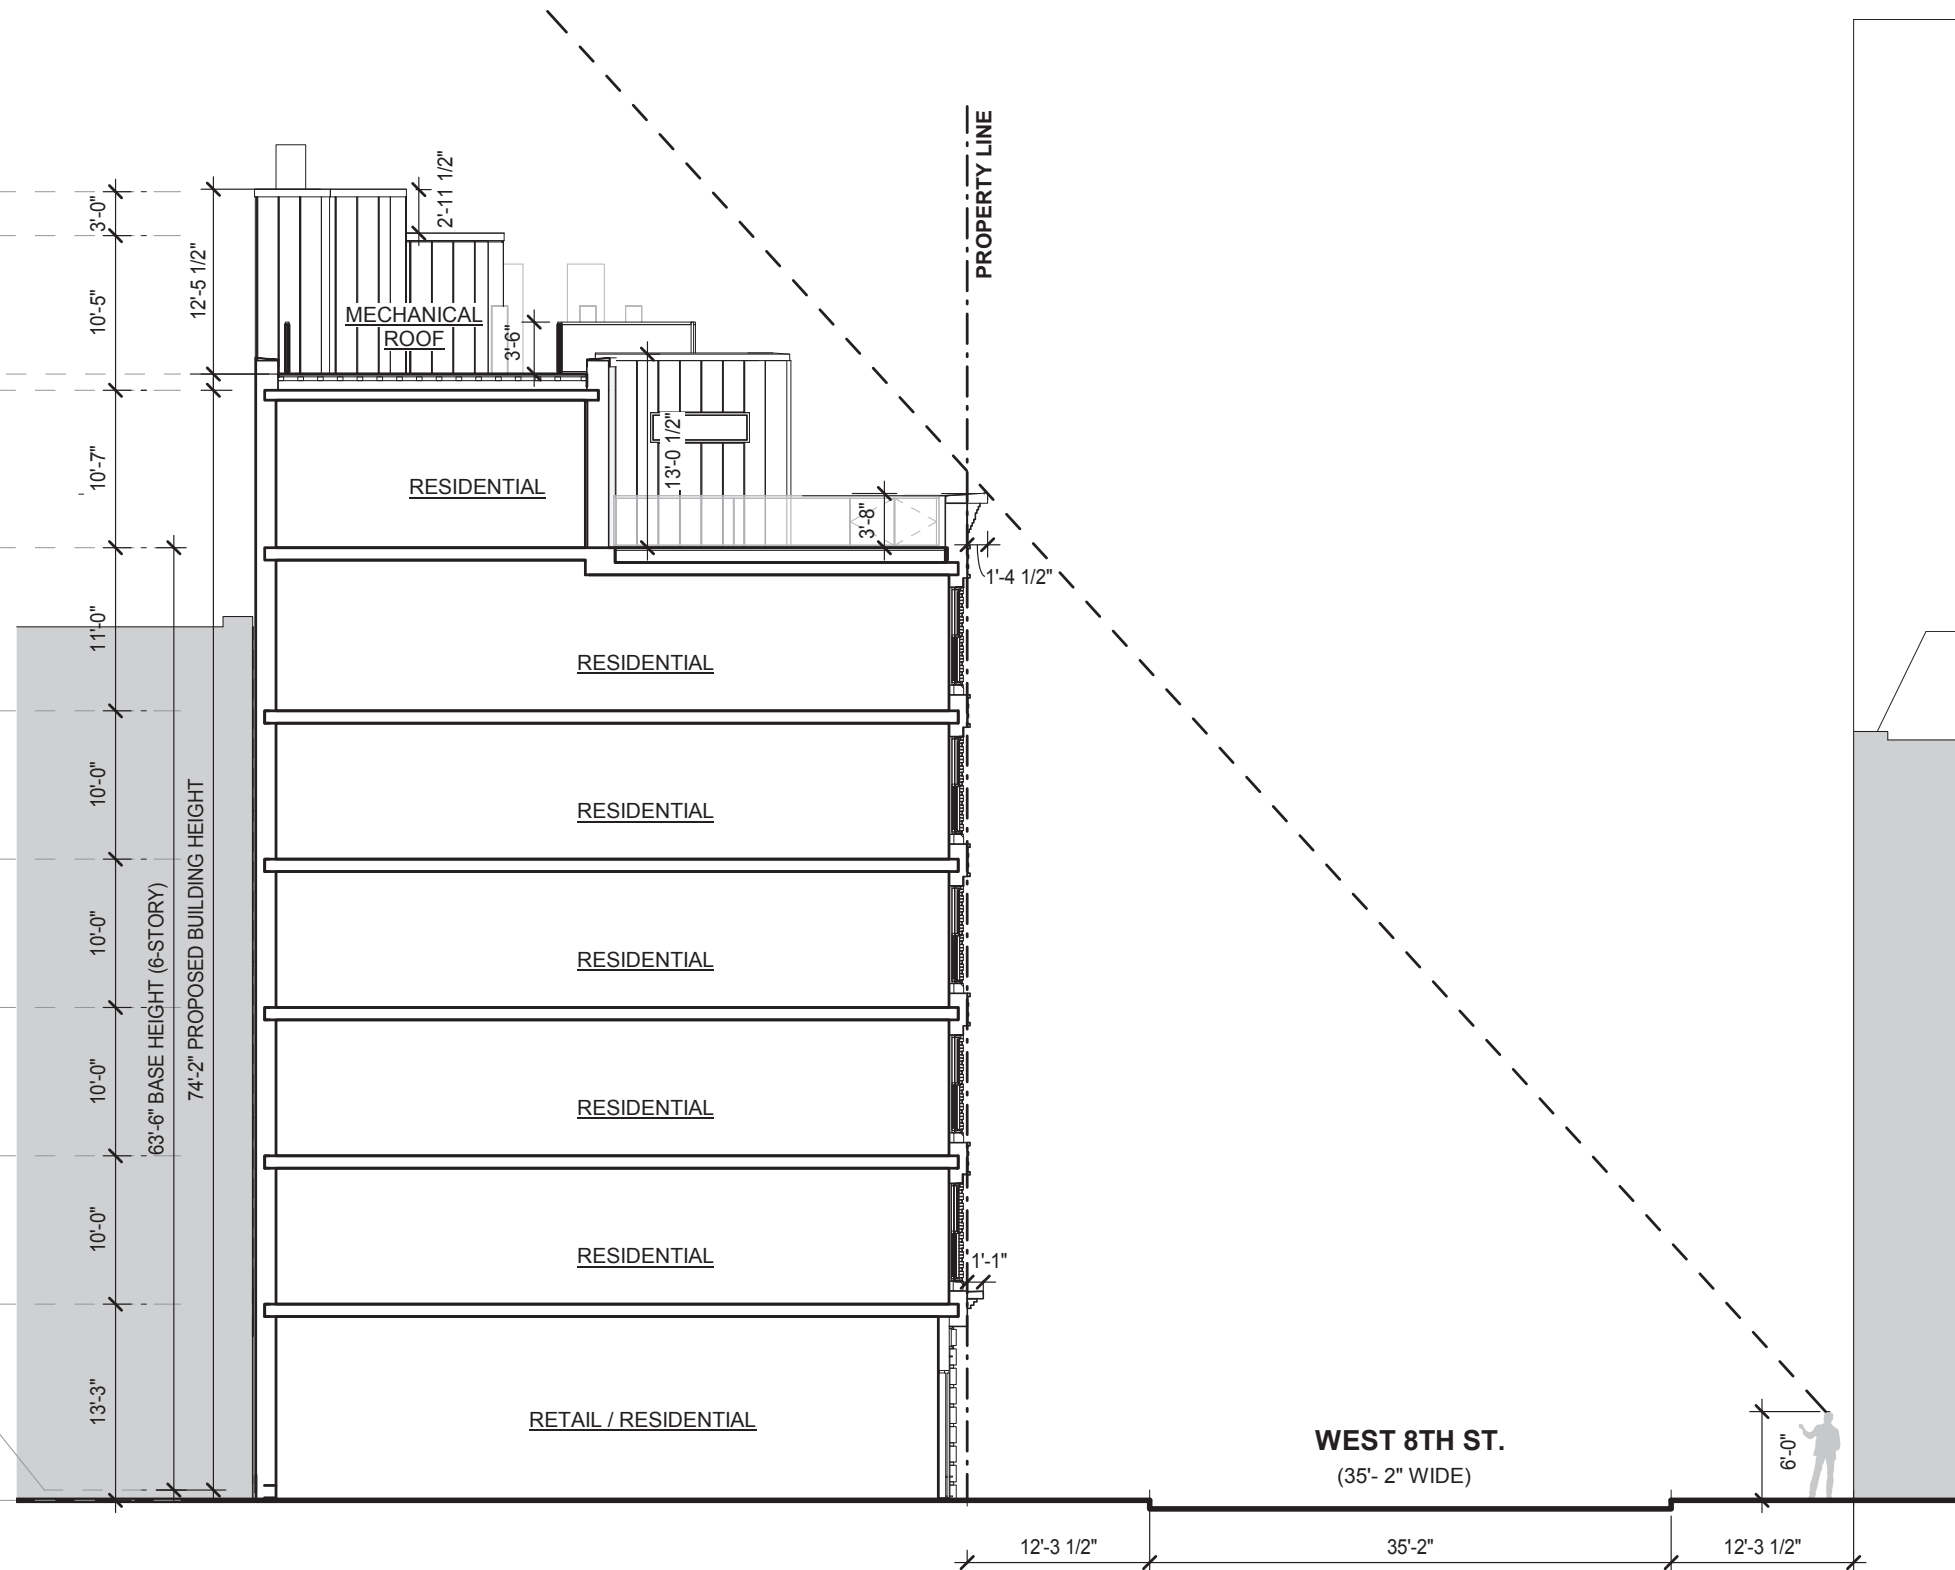 PROPERTY LINE
3'-0"
10'-5"
10'-7"
11'-0"
10'-0"
10'-0"
10'-0"
10'-0"
13'-3"
63'-6" BASE HEIGHT (6-STORY)
74'-2" PROPOSED BUILDING HEIGHT
12'-5 1/2"
2'-11 1/2"
MECHANICAL
ROOF
3'-6"
13'-0 1/2"
3'-8"
1'-4 1/2"
RESIDENTIAL
RESIDENTIAL
RESIDENTIAL
RESIDENTIAL
RESIDENTIAL
RESIDENTIAL
1'-1"
RETAIL / RESIDENTIAL
WEST 8TH ST.
(35'- 2" WIDE)
6'-0"
12'-3 1/2"
35'-2"
12'-3 1/2"